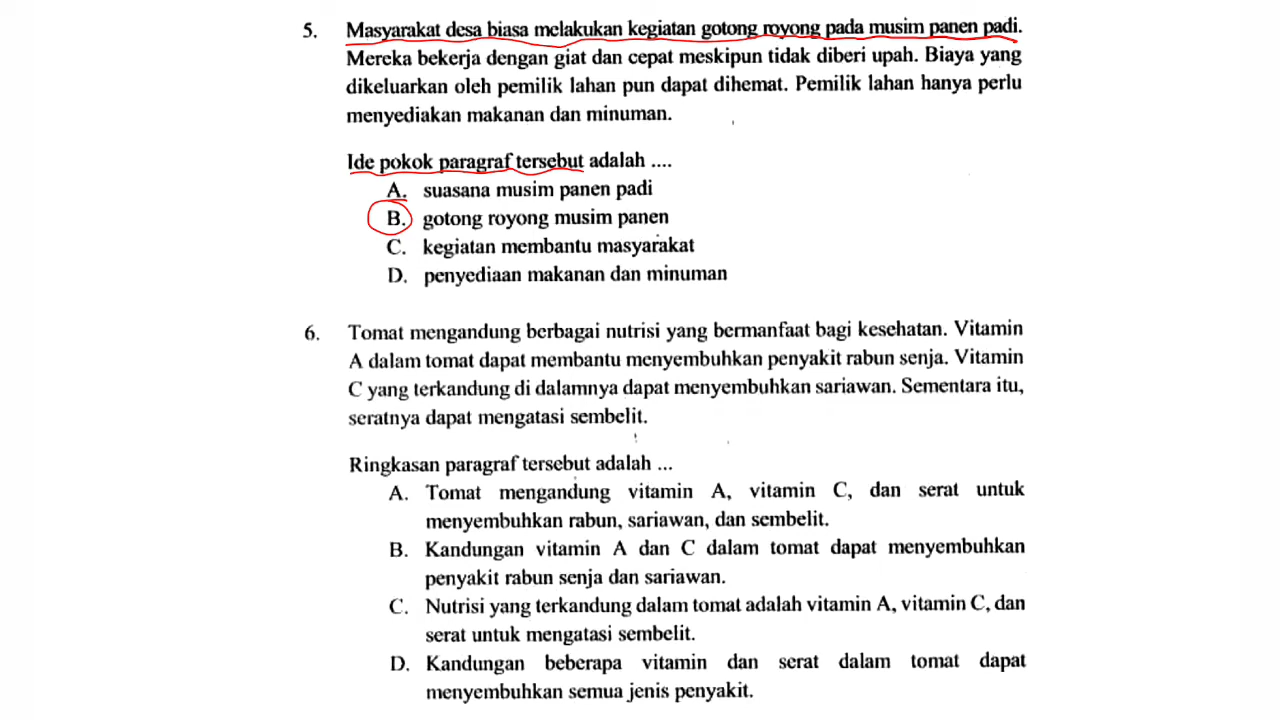 5. Masyarakat desa biasa melakukan kegiatan gotong royong pada musim panen padi.
Mereka bekerja dengan giat dan cepat meskipun tidak diberi upah. Biaya yang
dikeluarkan oleh pemilik lahan pun dapat dihemat. Pemilik lahan hanya perlu
menyediakan makanan dan minuman.
Ide pokok paragraf tersebut adalah ....
A. suasana musim panen padi
B. gotong royong musim panen
C. kegiatan membantu masyarakat
D. penyediaan makanan dan minuman
6. Tomat mengandung berbagai nutrisi yang bermanfaat bagi kesehatan. Vitamin
A dalam tomat dapat membantu menyembuhkan penyakit rabun senja. Vitamin
C yang terkandung di dalamnya dapat menyembuhkan sariawan. Sementara itu,
seratnya dapat mengatasi sembelit.
Ringkasan paragraf tersebut adalah ...
A. Tomat mengandung vitamin A, vitamin C, dan serat untuk
menyembuhkan rabun, sariawan, dan sembelit.
B. Kandungan vitamin A dan C dalam tomat dapat menyembuhkan
penyakit rabun senja dan sariawan.
C. Nutrisi yang terkandung dalam tomat adalah vitamin A, vitamin C, dan
serat untuk mengatasi sembelit.
D. Kandungan beberapa vitamin dan serat dalam tomat dapat
menyembuhkan semua jenis penyakit.